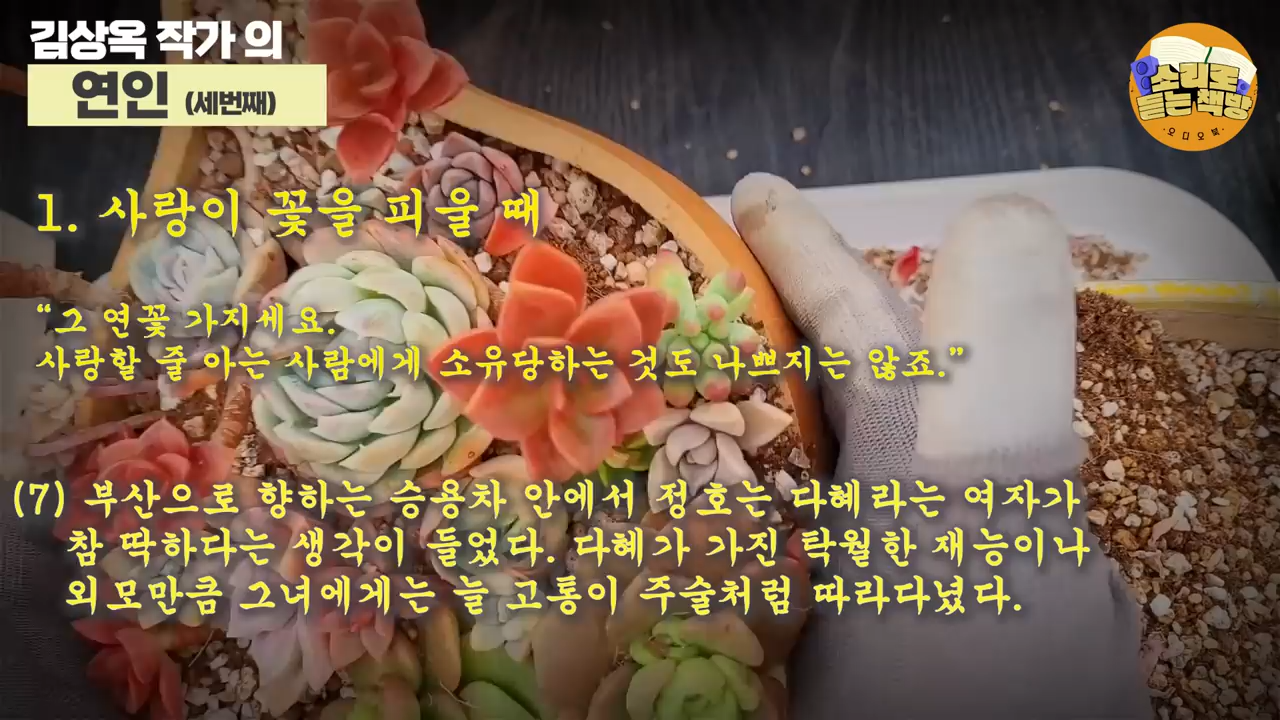 김상옥 작가 의
연인 (세번째)
소리로
듣는 책방
·오디오북·
1. 사랑이 꽃을 피울 때
“그 연꽃 가지세요.
사랑할 줄 아는 사람에게 소유당하는 것도 나쁘지는 않죠.”
(7) 부산으로 향하는 승용차 안에서 정호는 다혜라는 여자가
참 딱하다는 생각이 들었다. 다혜가 가진 탁월한 재능이나
외모만큼 그녀에게는 늘 고통이 주술처럼 따라다녔다.